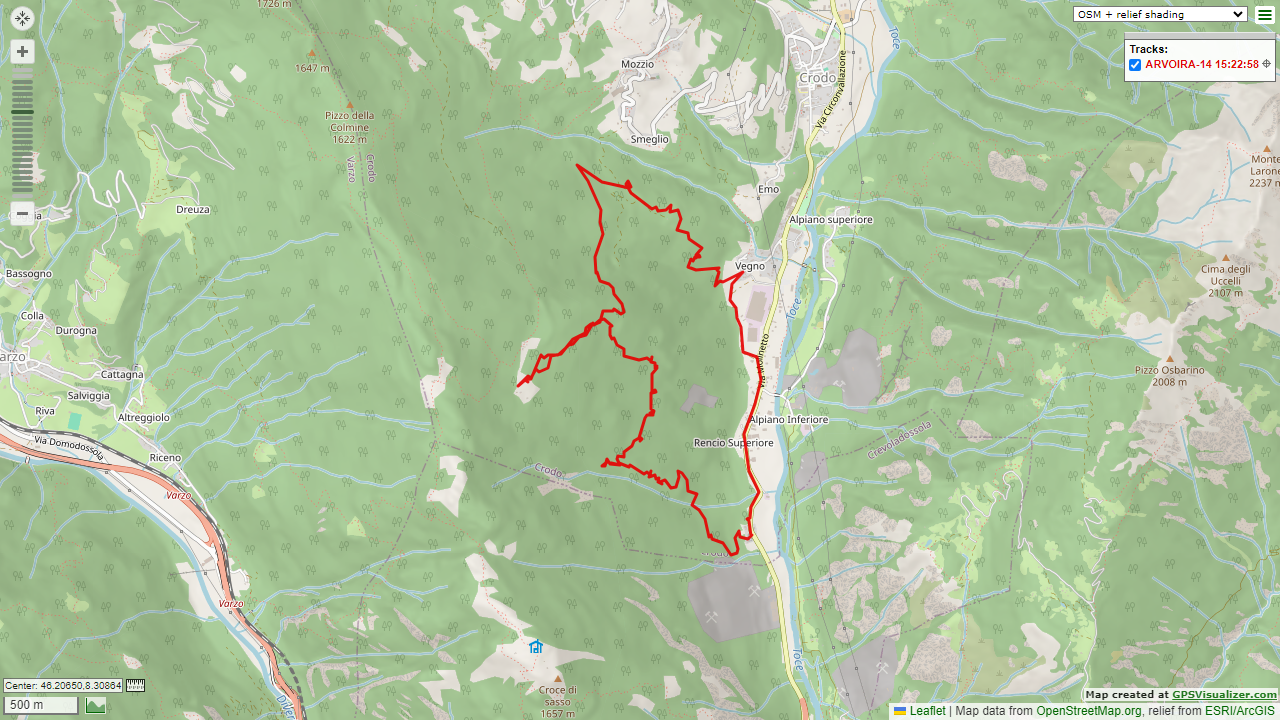 1726 m
OSM + relief shading
Tracks:
ARVOIRA-14 15:22:58
Toce
Mozzio
1647 m
Crodo
Via Circonvallazione
Pizzo della
Colmine
1622 m
Smeglio
Varzo
Crodo
Monte
Larone
2237 m
Emo
Dreuza
Alpiano superiore
Bassogno
Vegno
Cima degli
Uccelli
2107 m
Toce
Colla
Durogna
Cattagna
Pizzo Osbarino
2008 m
Salviggia
Riva
Altreggiolo
Alpiano Inferiore
Via Domodossola
Rencio Superiore
Crevoladossola
Riceno
Crodo
Varzo
Crodo
Varzo
Toce
Croce di
sasso
1657 m
Center: 46.20650,8.30864
500 m
Map created at GPSVisualizer.com
Leaflet | Map data from OpenStreetMap.org, relief from ESRI/ArcGIS